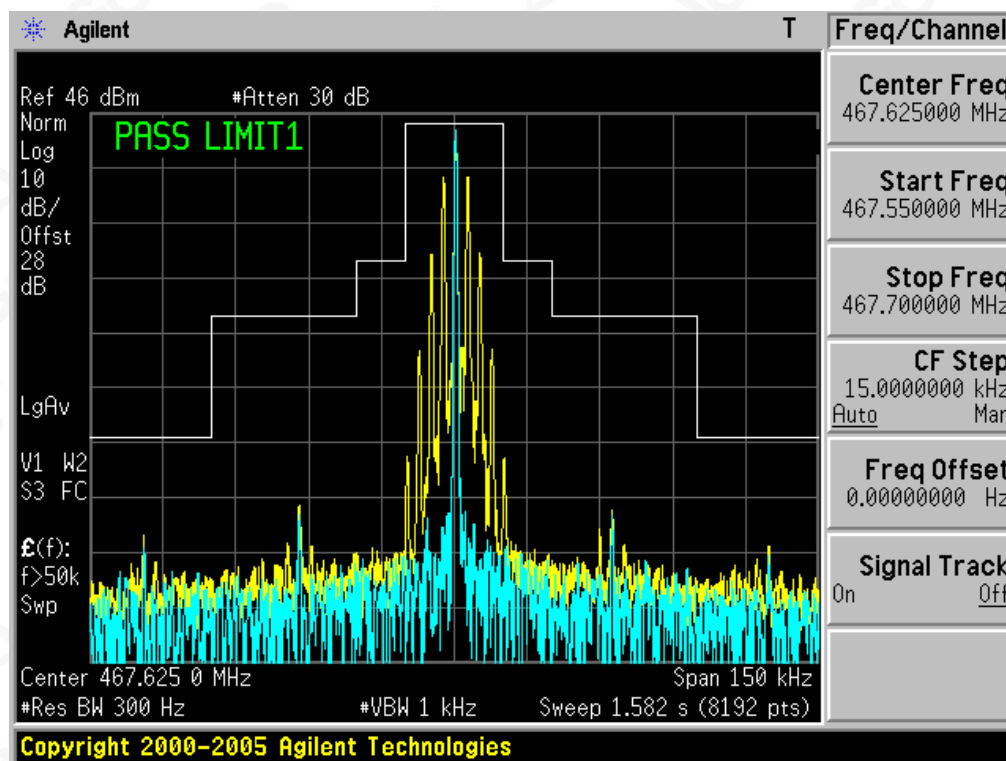 Agilent T
Ref 46 dBm #Atten 30 dB
Norm
Log
10
dB/
Offst
28
dB
PASS LIMIT1
LgAv
V1 W2
S3 FC
£(f):
f>50k
Swp
Center 467.625 0 MHz Span 150 kHz
#Res BW 300 Hz #VBW 1 kHz Sweep 1.582 s (8192 pts)
Copyright 2000-2005 Agilent Technologies
Freq/Channel
Center Freq
467.625000 MHz
Start Freq
467.550000 MHz
Stop Freq
467.700000 MHz
CF Step
15.0000000 kHz
Auto Man
Freq Offset
0.00000000 Hz
Signal Track
On Off